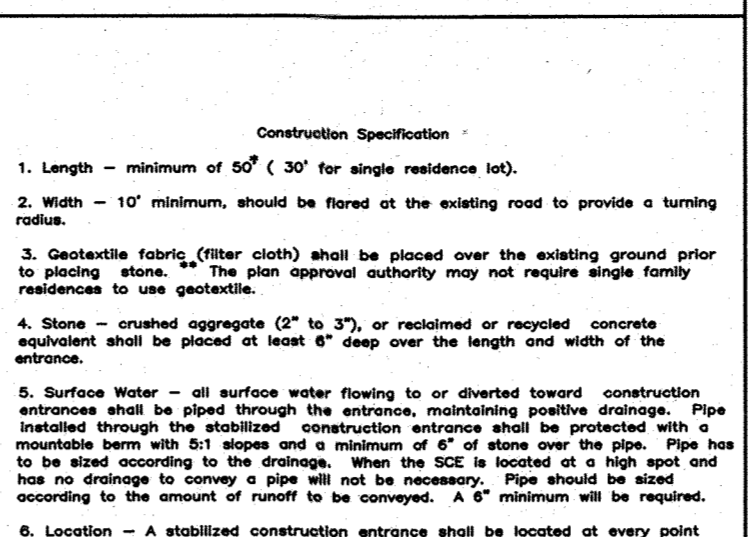 Construction Specification
1. Length – minimum of 50* ( 30' for single residence lot).
2. Width – 10' minimum, should be flared at the existing road to provide a turning
radius.
3. Geotextile fabric (filter cloth) shall be placed over the existing ground prior
to placing stone. ** The plan approval authority may not require single family
residences to use geotextile.
4. Stone – crushed aggregate (2" to 3"), or reclaimed or recycled concrete
equivalent shall be placed at least 6" deep over the length and width of the
entrance.
5. Surface Water – all surface water flowing to or diverted toward construction
entrances shall be piped through the entrance, maintaining positive drainage. Pipe
installed through the stabilized construction entrance shall be protected with a
mountable berm with 5:1 slopes and a minimum of 6" of stone over the pipe. Pipe has
to be sized according to the drainage. When the SCE is located at a high spot and
has no drainage to convey a pipe will not be necessary. Pipe should be sized
according to the amount of runoff to be conveyed. A 6" minimum will be required.
6. Location – A stabilized construction entrance shall be located at every point